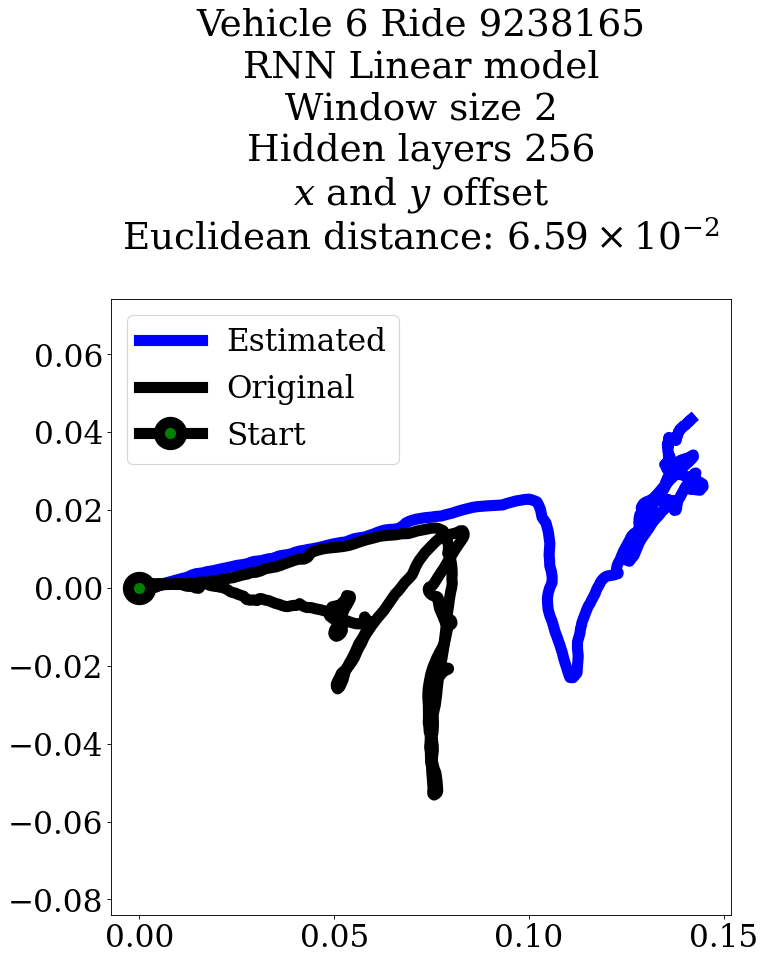 Vehicle 6 Ride 9238165
RNN Linear model
Window size 2
Hidden layers 256
x and y offset
Euclidean distance: 6.59 × 10⁻²
Estimated
Original
Start
0.06
0.04
0.02
0.00
−0.02
−0.04
−0.06
−0.08
0.00 0.05 0.10 0.15